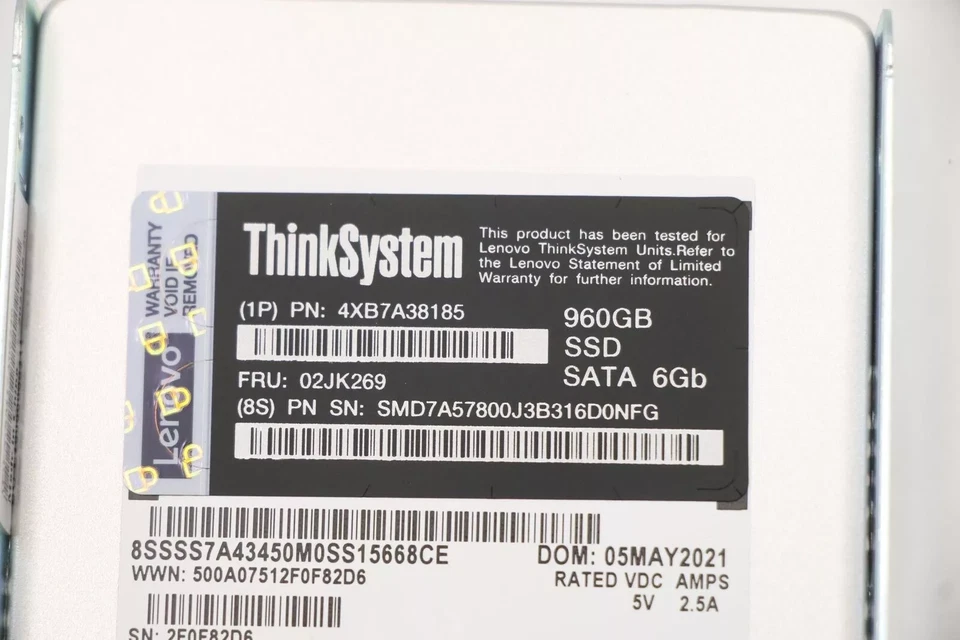 WARRANTY
VOID IF
REMOVED
Lenovo
ThinkSystem
This product has been tested for
Lenovo ThinkSystem Units.Refer to
the Lenovo Statement of Limited
Warranty for further information.
(1P) PN: 4XB7A38185
960GB
SSD
SATA 6Gb
FRU: 02JK269
(8S) PN SN: SMD7A57800J3B316D0NFG
8SSSS7A43450M0SS15668CE
DOM: 05MAY2021
WWN: 500A07512F0F82D6
RATED VDC AMPS
5V 2.5A
SN: 2F0F82D6